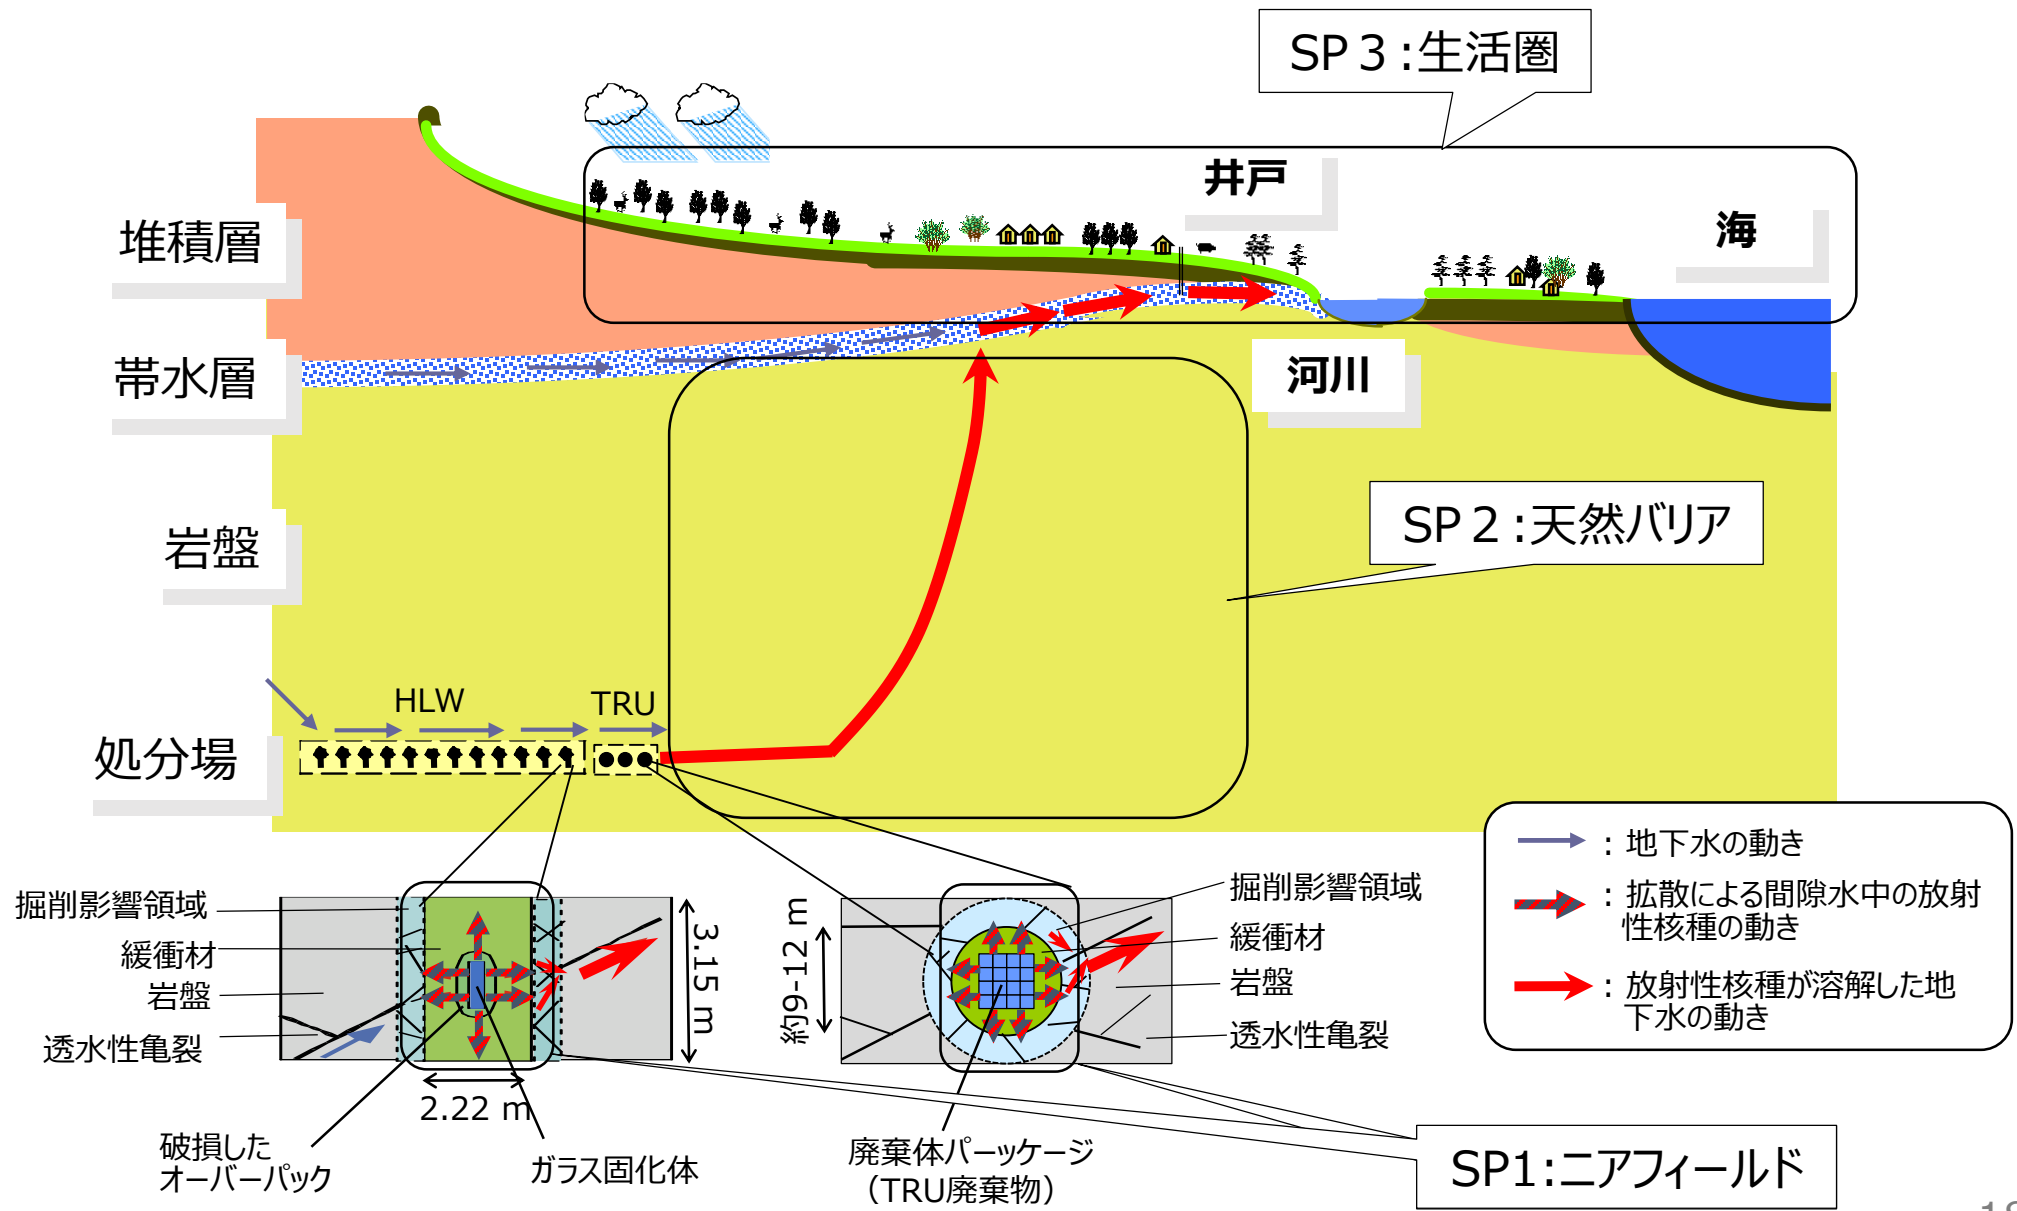 SP３:生活圏
井戸
海
堆積層
帯水層
河川
SP２:天然バリア
岩盤
HLW
TRU
処分場
：地下水の動き
：拡散による間隙水中の放射
性核種の動き
：放射性核種が溶解した地
下水の動き
掘削影響領域
緩衝材
岩盤
透水性亀裂
3.15 m
2.22 m
破損した
オーバーパック
ガラス固化体
約9-12 m
掘削影響領域
緩衝材
岩盤
透水性亀裂
廃棄体パーッケージ
（TRU廃棄物）
SP1:ニアフィールド